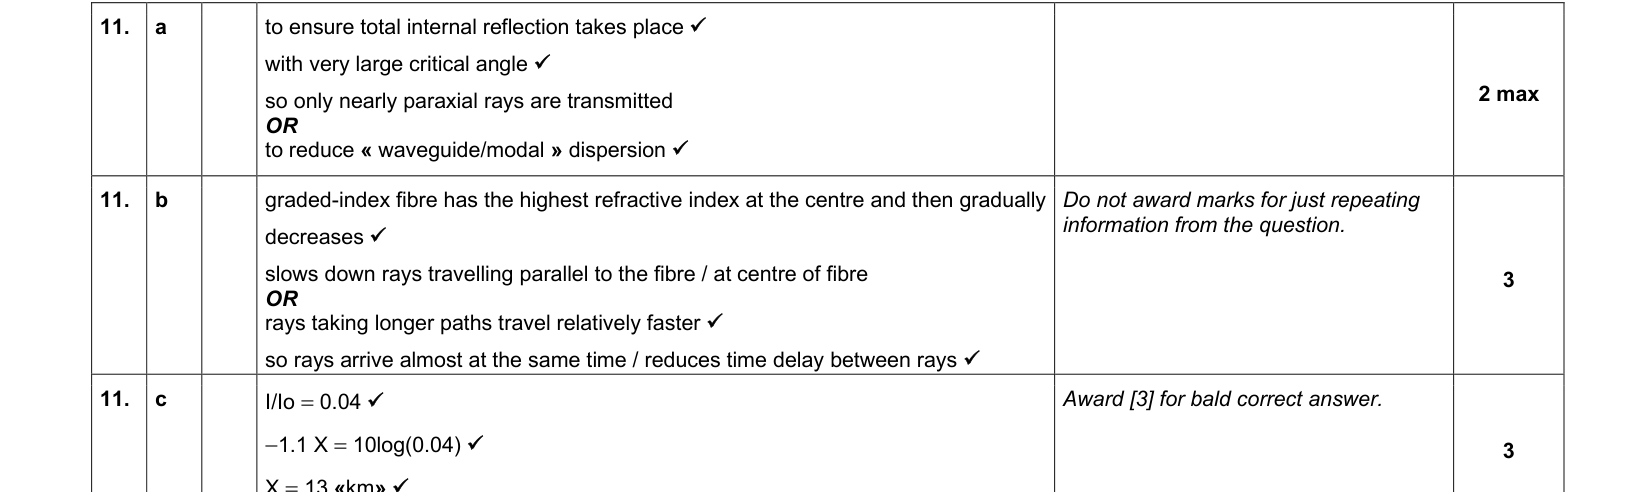 11. a to ensure total internal reflection takes place ✓
with very large critical angle ✓
so only nearly paraxial rays are transmitted
OR
to reduce « waveguide/modal » dispersion ✓
2 max
11. b graded-index fibre has the highest refractive index at the centre and then gradually
decreases ✓
slows down rays travelling parallel to the fibre / at centre of fibre
OR
rays taking longer paths travel relatively faster ✓
so rays arrive almost at the same time / reduces time delay between rays ✓
Do not award marks for just repeating
information from the question.
3
11. c I/Io = 0.04 ✓
−1.1 X = 10log(0.04) ✓
X = 13 «km» ✓
Award [3] for bald correct answer.
3